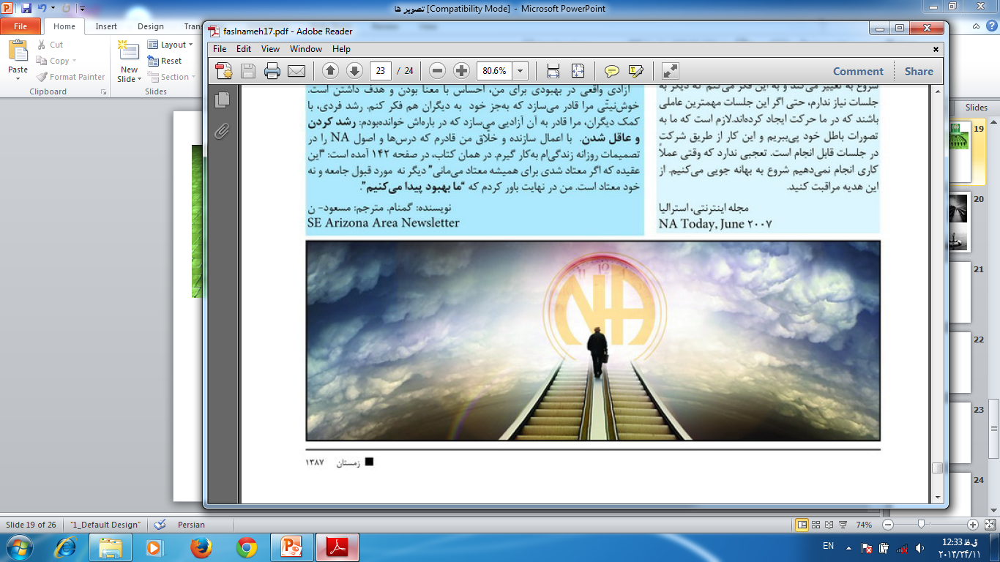 تصویر ها [Compatibility Mode] - Microsoft PowerPoint
File Home Insert Design
Paste
Cut
Copy
Format Painter
Clipboard
New Slide
Layout
Reset
Section
Slides
faslnameh17.pdf - Adobe Reader
File Edit View Window Help
23 / 24 80.6% Comment Share
شروع به تغییر می‌کند و به این فکر می‌کنم که دیگر به
جلسات نیاز ندارم، حتی اگر این جلسات مهمترین عاملی
باشند که در ما حرکت ایجاد کرده‌اند.لازم است که ما به
تصورات باطل خود پی‌ببریم و این کار از طریق شرکت
در جلسات قابل انجام است. تعجبی ندارد که وقتی عملاً
کاری انجام نمی‌دهیم شروع به بهانه جویی می‌کنیم. از
این هدیه مراقبت کنید.
مجله اینترنتی، استرالیا
NA Today, June ۲۰۰۷
آزادی واقعی در بهبودی برای من، احساس با معنا بودن و هدف داشتن است.
خوش‌نیتّی مرا قادر می‌سازد که به‌جز خود به دیگران هم فکر کنم. رشد فردی، با
کمک دیگران، مرا قادر به آن آزادیی می‌سازد که در باره‌اش خوانده‌بودم: رشد کردن
و عاقل شدن. با اعمال سازنده و خلّاق من قادرم که درس‌ها و اصول NA را در
تصمیمات روزانه زندگی‌ام به‌کار گیرم. در همان کتاب، در صفحه ۱۴۲ آمده است: "این
عقیده که اگر معتاد شدی برای همیشه معتاد می‌مانی" دیگر نه مورد قبول جامعه و نه
خود معتاد است. من در نهایت باور کردم که "ما بهبود پیدا می‌کنیم".
نویسنده: گمنام. مترجم: مسعود- ن
SE Arizona Area Newsletter
11 12
NA
■ زمستان ۱۳۸۷
Slides
19
20
21
22
23
24
Slide 19 of 26 "1_Default Design" Persian 74%
EN
12:33 ق.ظ
۲۰۱۳/۲۴/۱۱